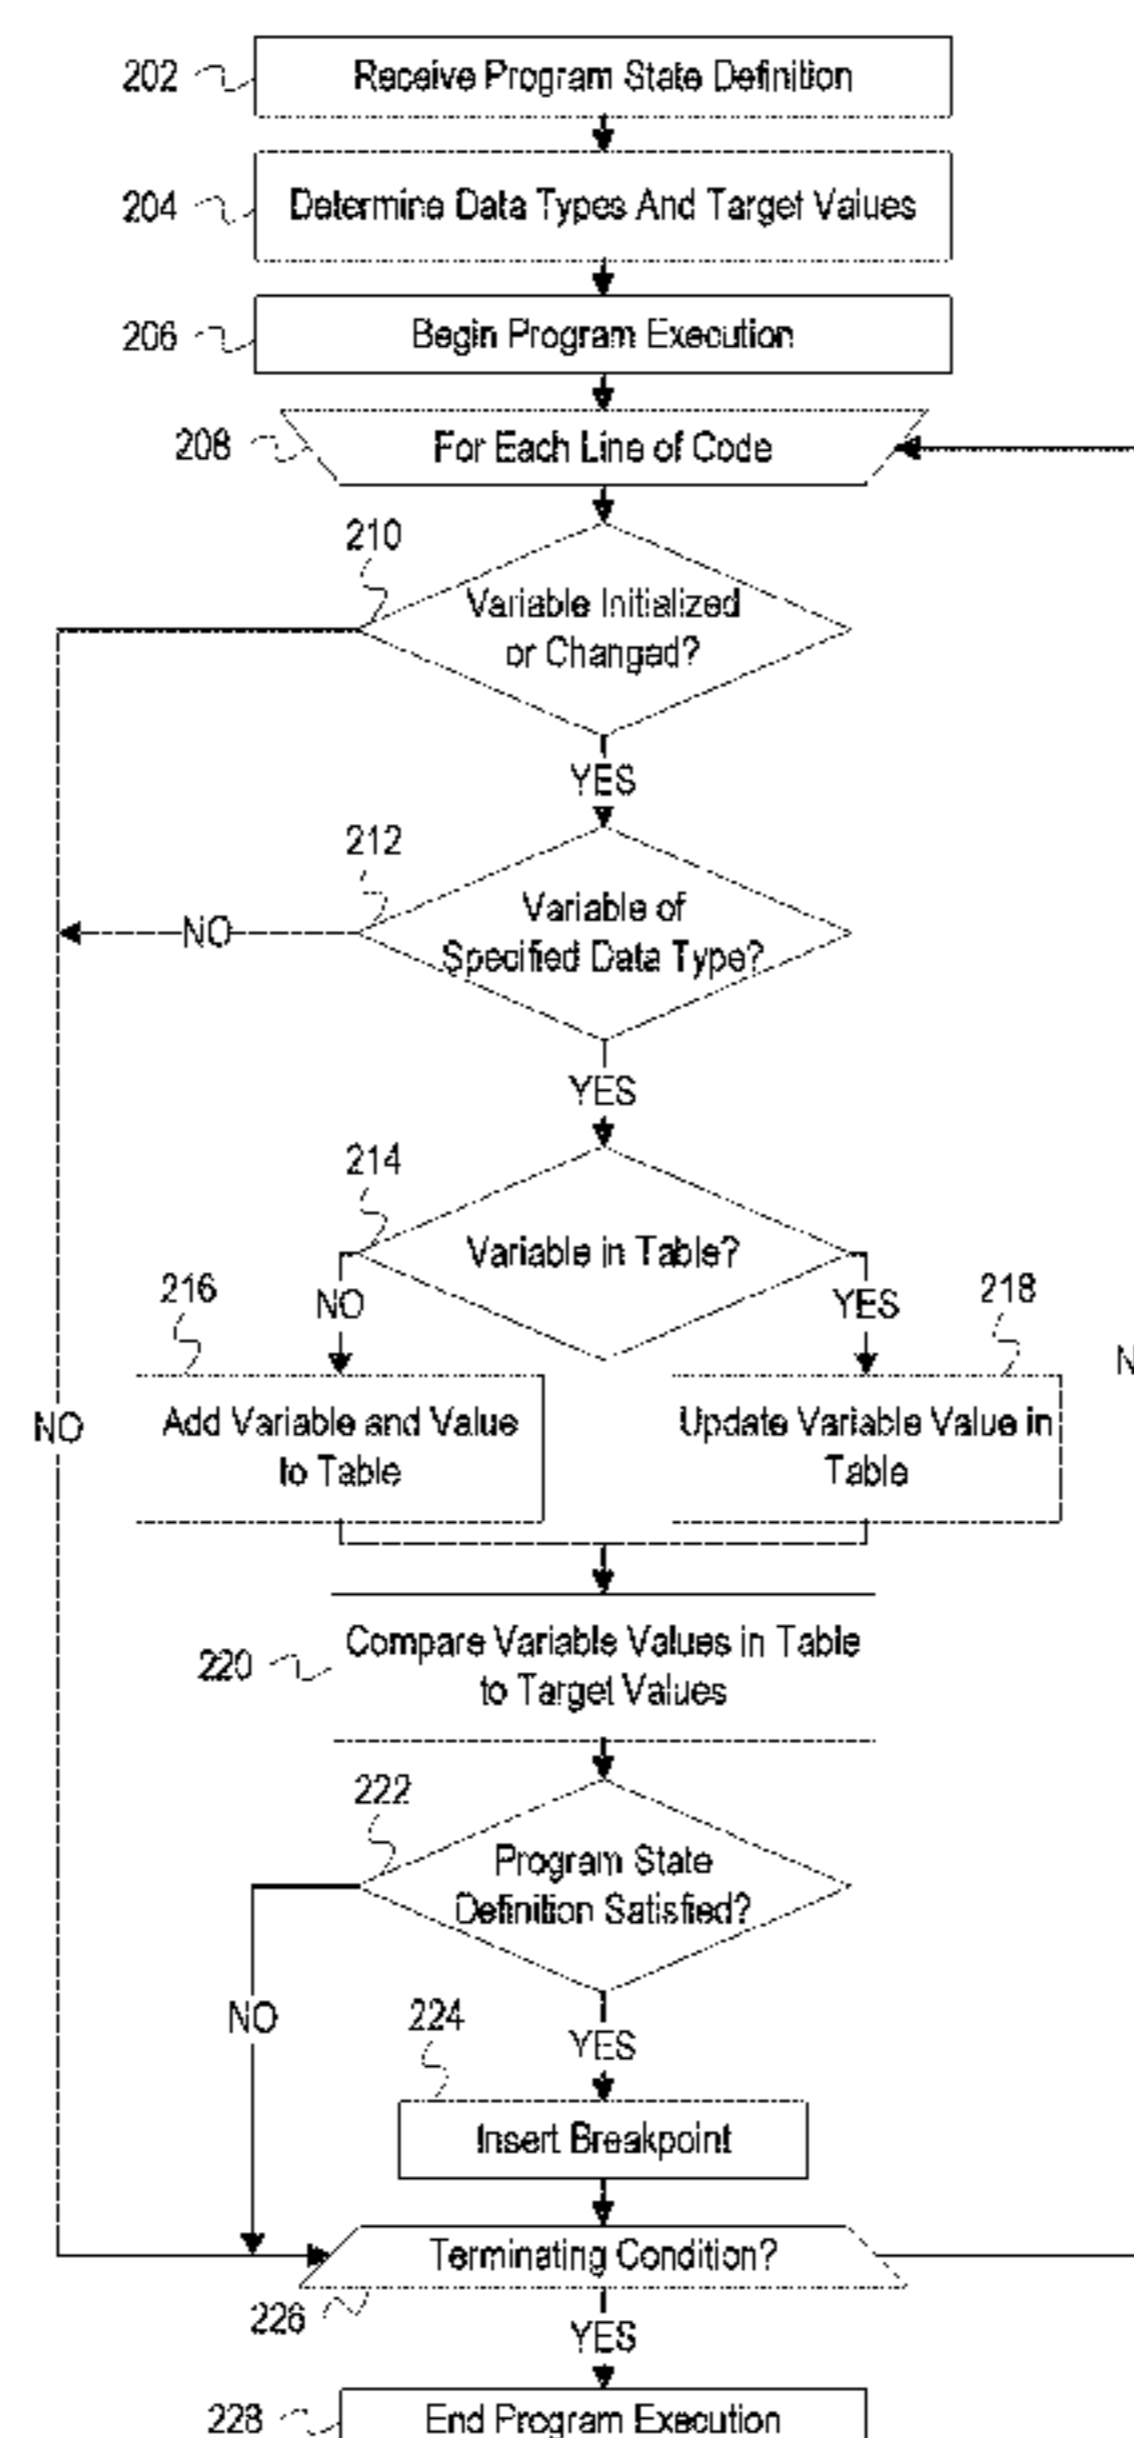 202
Receive Program State Definition
204
Determine Data Types And Target Values
206
Begin Program Execution
208
For Each Line of Code
210
Variable Initialized
or Changed?
YES
212
Variable of
Specified Data Type?
NO
YES
214
Variable in Table?
216
NO
YES
218
Add Variable and Value
to Table
Update Variable Value in
Table
NO
220
Compare Variable Values in Table
to Target Values
222
Program State
Definition Satisfied?
NO
224
YES
Insert Breakpoint
Terminating Condition?
226
YES
228
End Program Execution